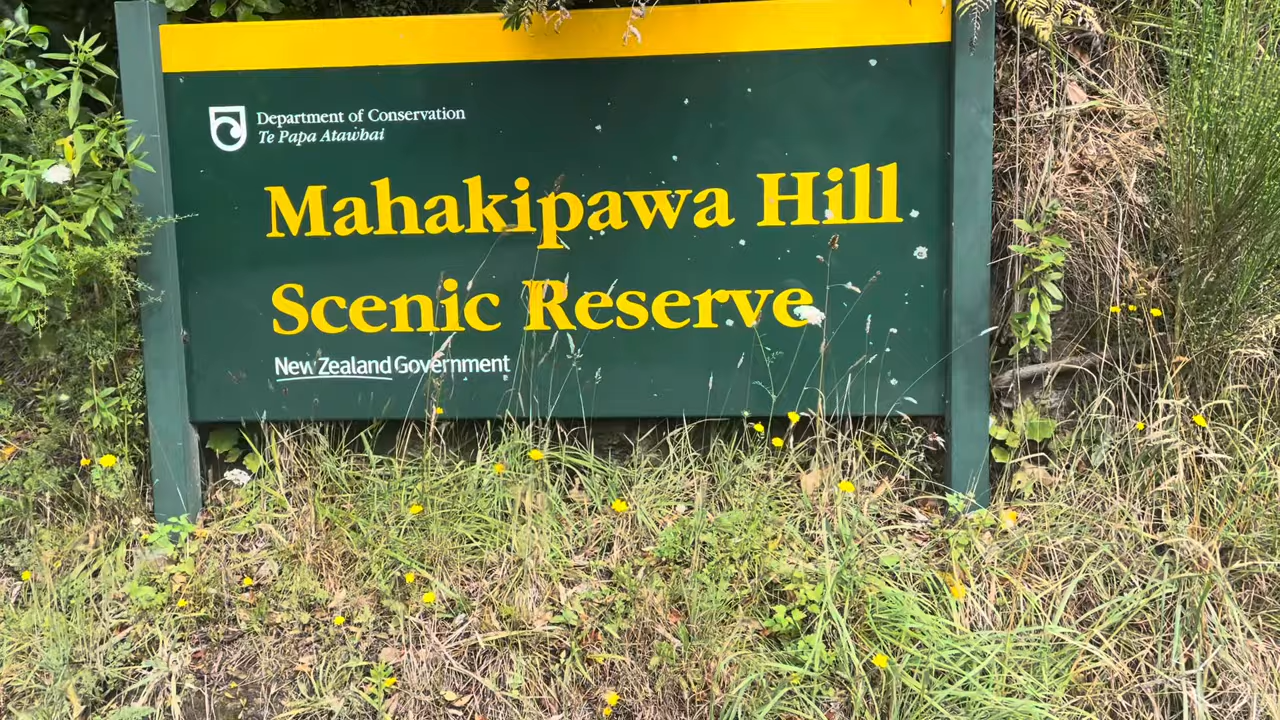 Department of Conservation
Te Papa Atawhai
Mahakipawa Hill
Scenic Reserve
New Zealand Government